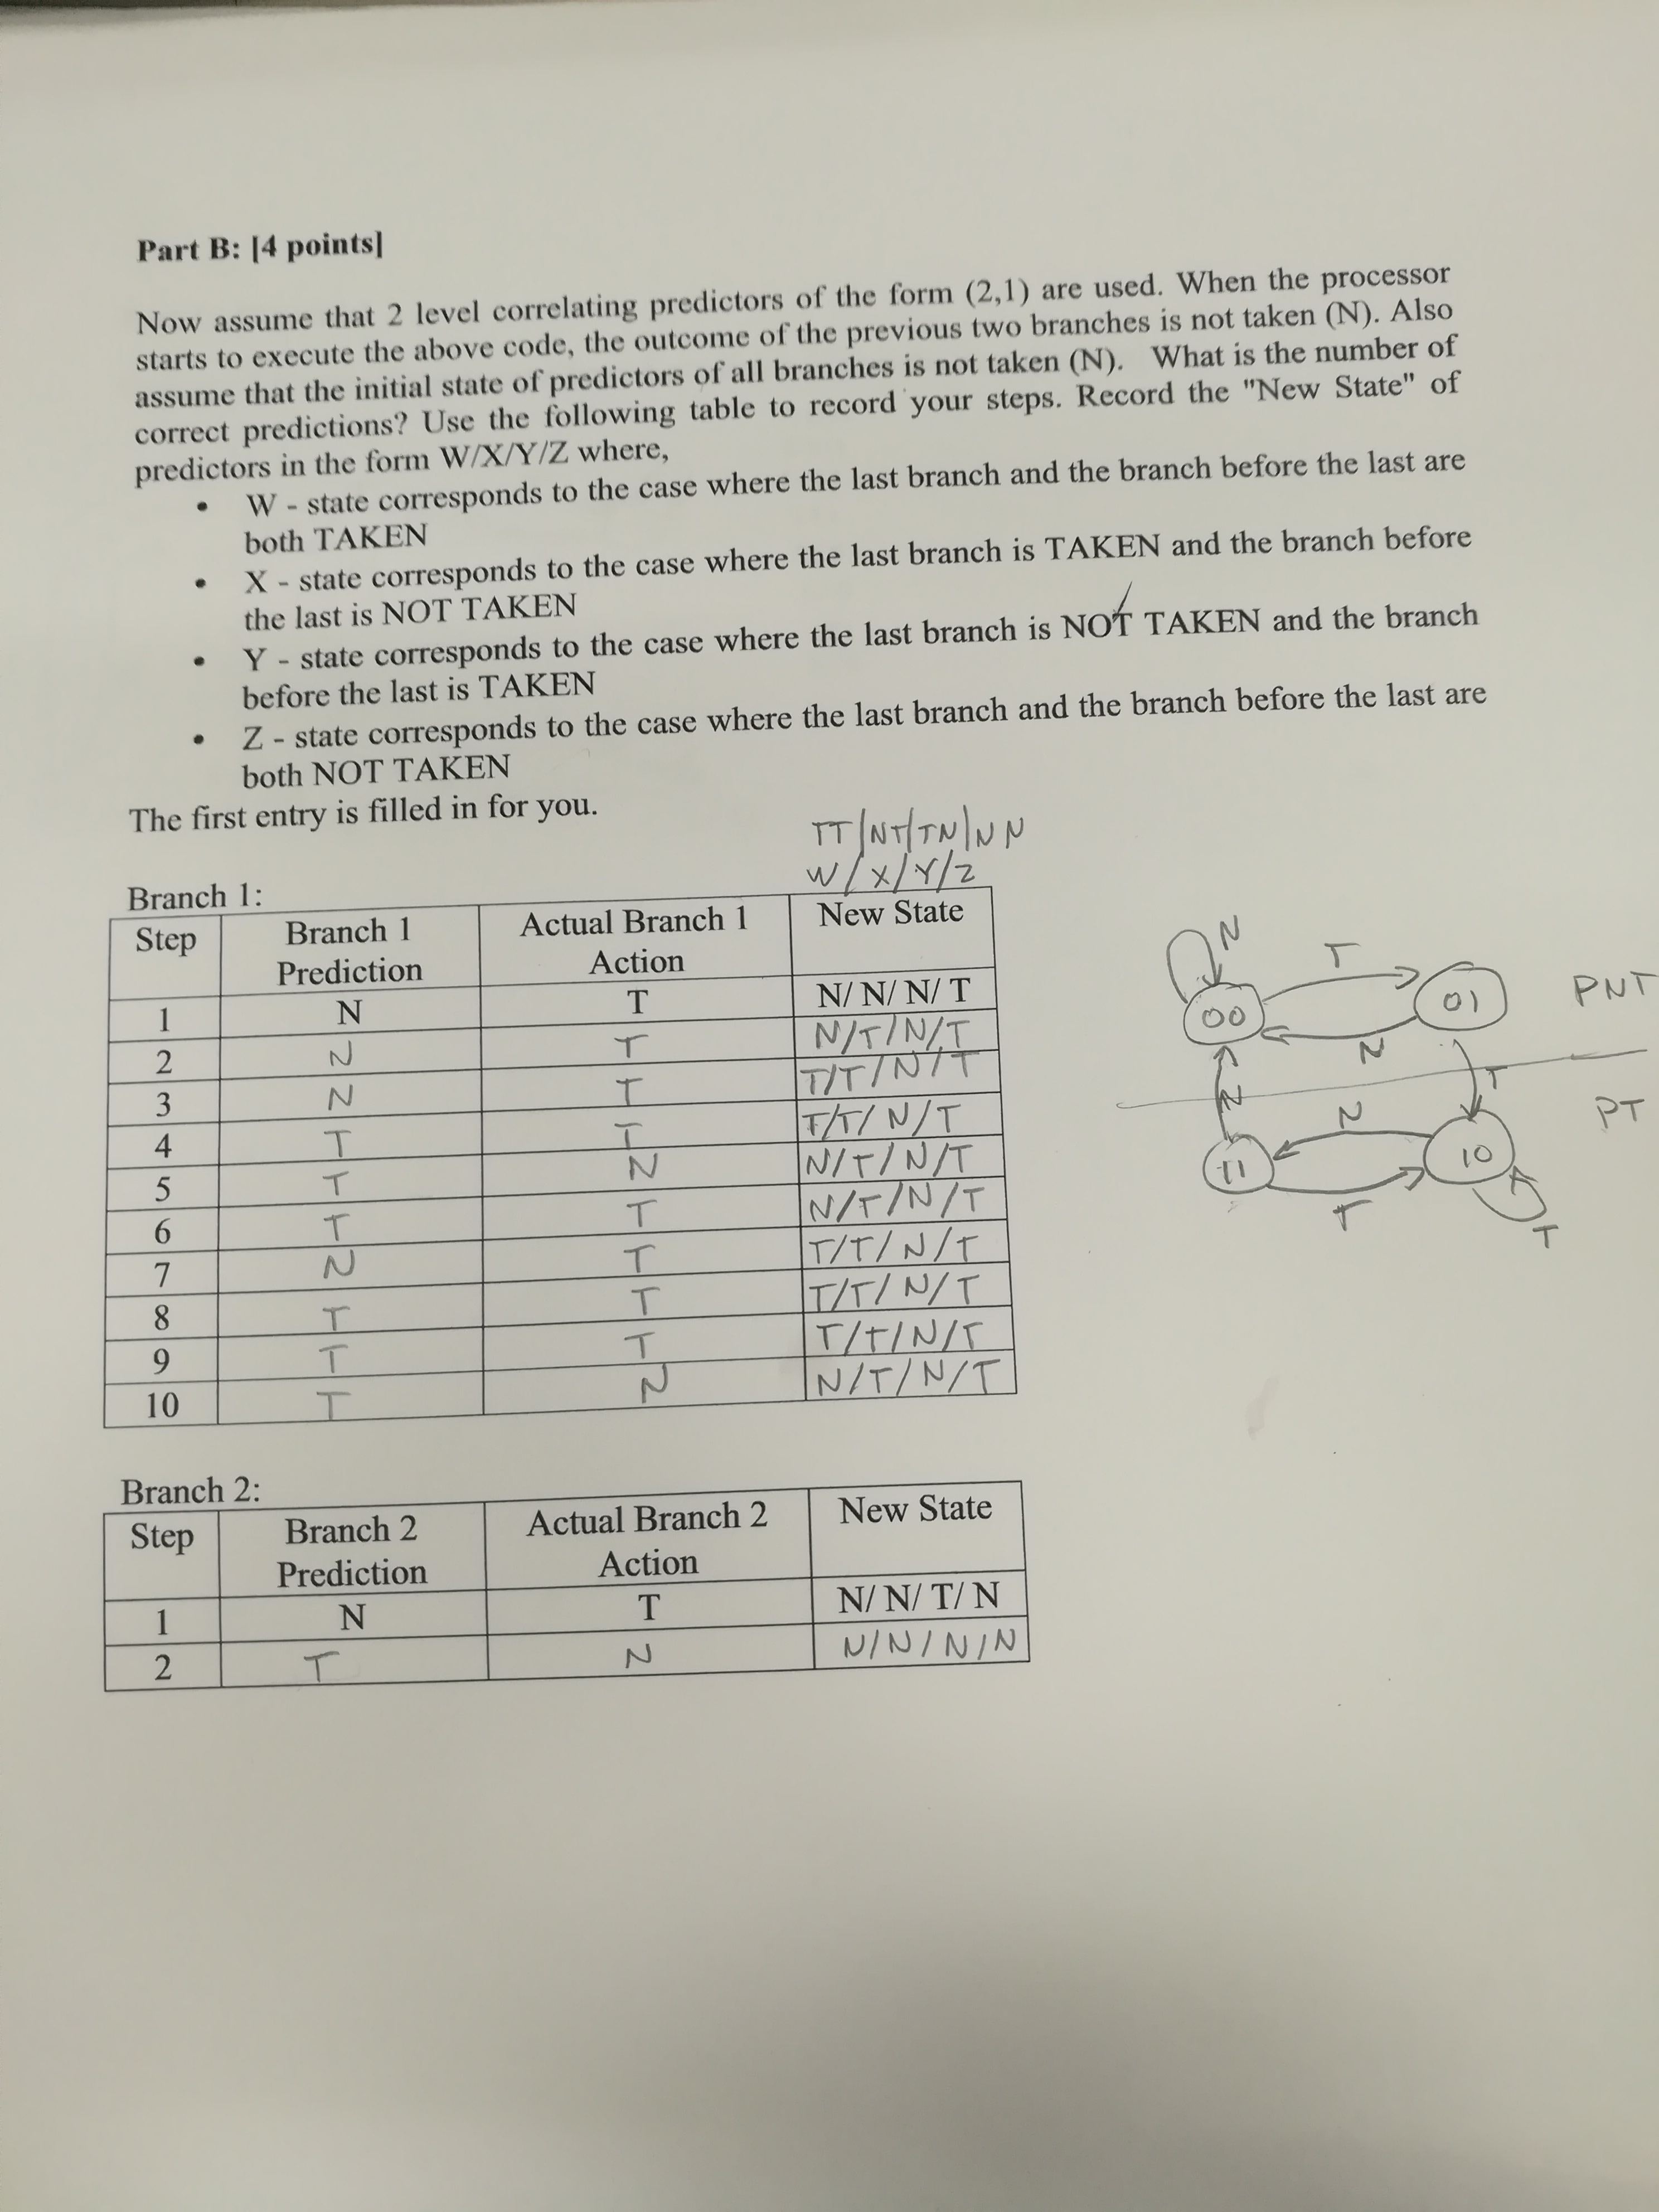 Part B: [4 points]
Now assume that 2 level correlating predictors of the form (2,1) are used. When the processor
starts to execute the above code, the outcome of the previous two branches is not taken (N). Also
assume that the initial state of predictors of all branches is not taken (N). What is the number of
correct predictions? Use the following table to record your steps. Record the "New State" of
predictors in the form W/X/Y/Z where,
• W - state corresponds to the case where the last branch and the branch before the last are
both TAKEN
• X - state corresponds to the case where the last branch is TAKEN and the branch before
the last is NOT TAKEN
• Y - state corresponds to the case where the last branch is NOT TAKEN and the branch
before the last is TAKEN
• Z - state corresponds to the case where the last branch and the branch before the last are
both NOT TAKEN
The first entry is filled in for you.
TT|NT|TN|NN
W/X/Y/Z
Branch 1:
Step Branch 1 Prediction Actual Branch 1 Action New State
1 N T N/ N/ N/ T
2 N T N/T/N/T
3 N T T/T/N/T
4 T T T/T/N/T
5 T N N/T/N/T
6 T T N/T/N/T
7 N T T/T/N/T
8 T T T/T/N/T
9 T T T/T/N/T
10 T N N/T/N/T
N
T
00
01
PNT
N
N
T
PT
N
11
10
T
T
Branch 2:
Step Branch 2 Prediction Actual Branch 2 Action New State
1 N T N/ N/ T/ N
2 T N N/N/N/N